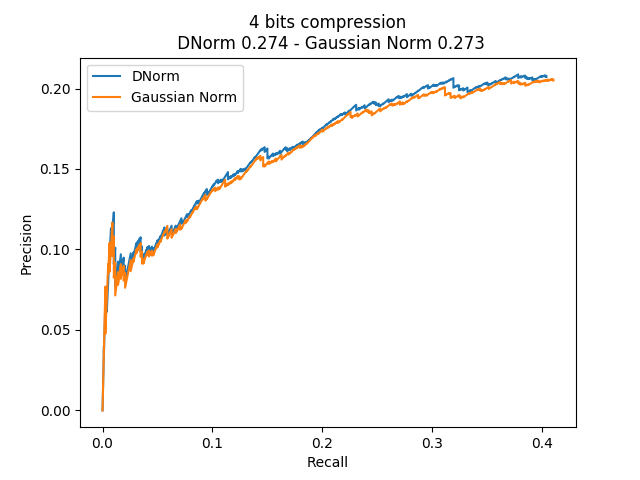 4 bits compression
DNorm 0.274 - Gaussian Norm 0.273
DNorm
Gaussian Norm
0.20
0.15
0.10
0.05
0.00
Precision
0.0 0.1 0.2 0.3 0.4
Recall